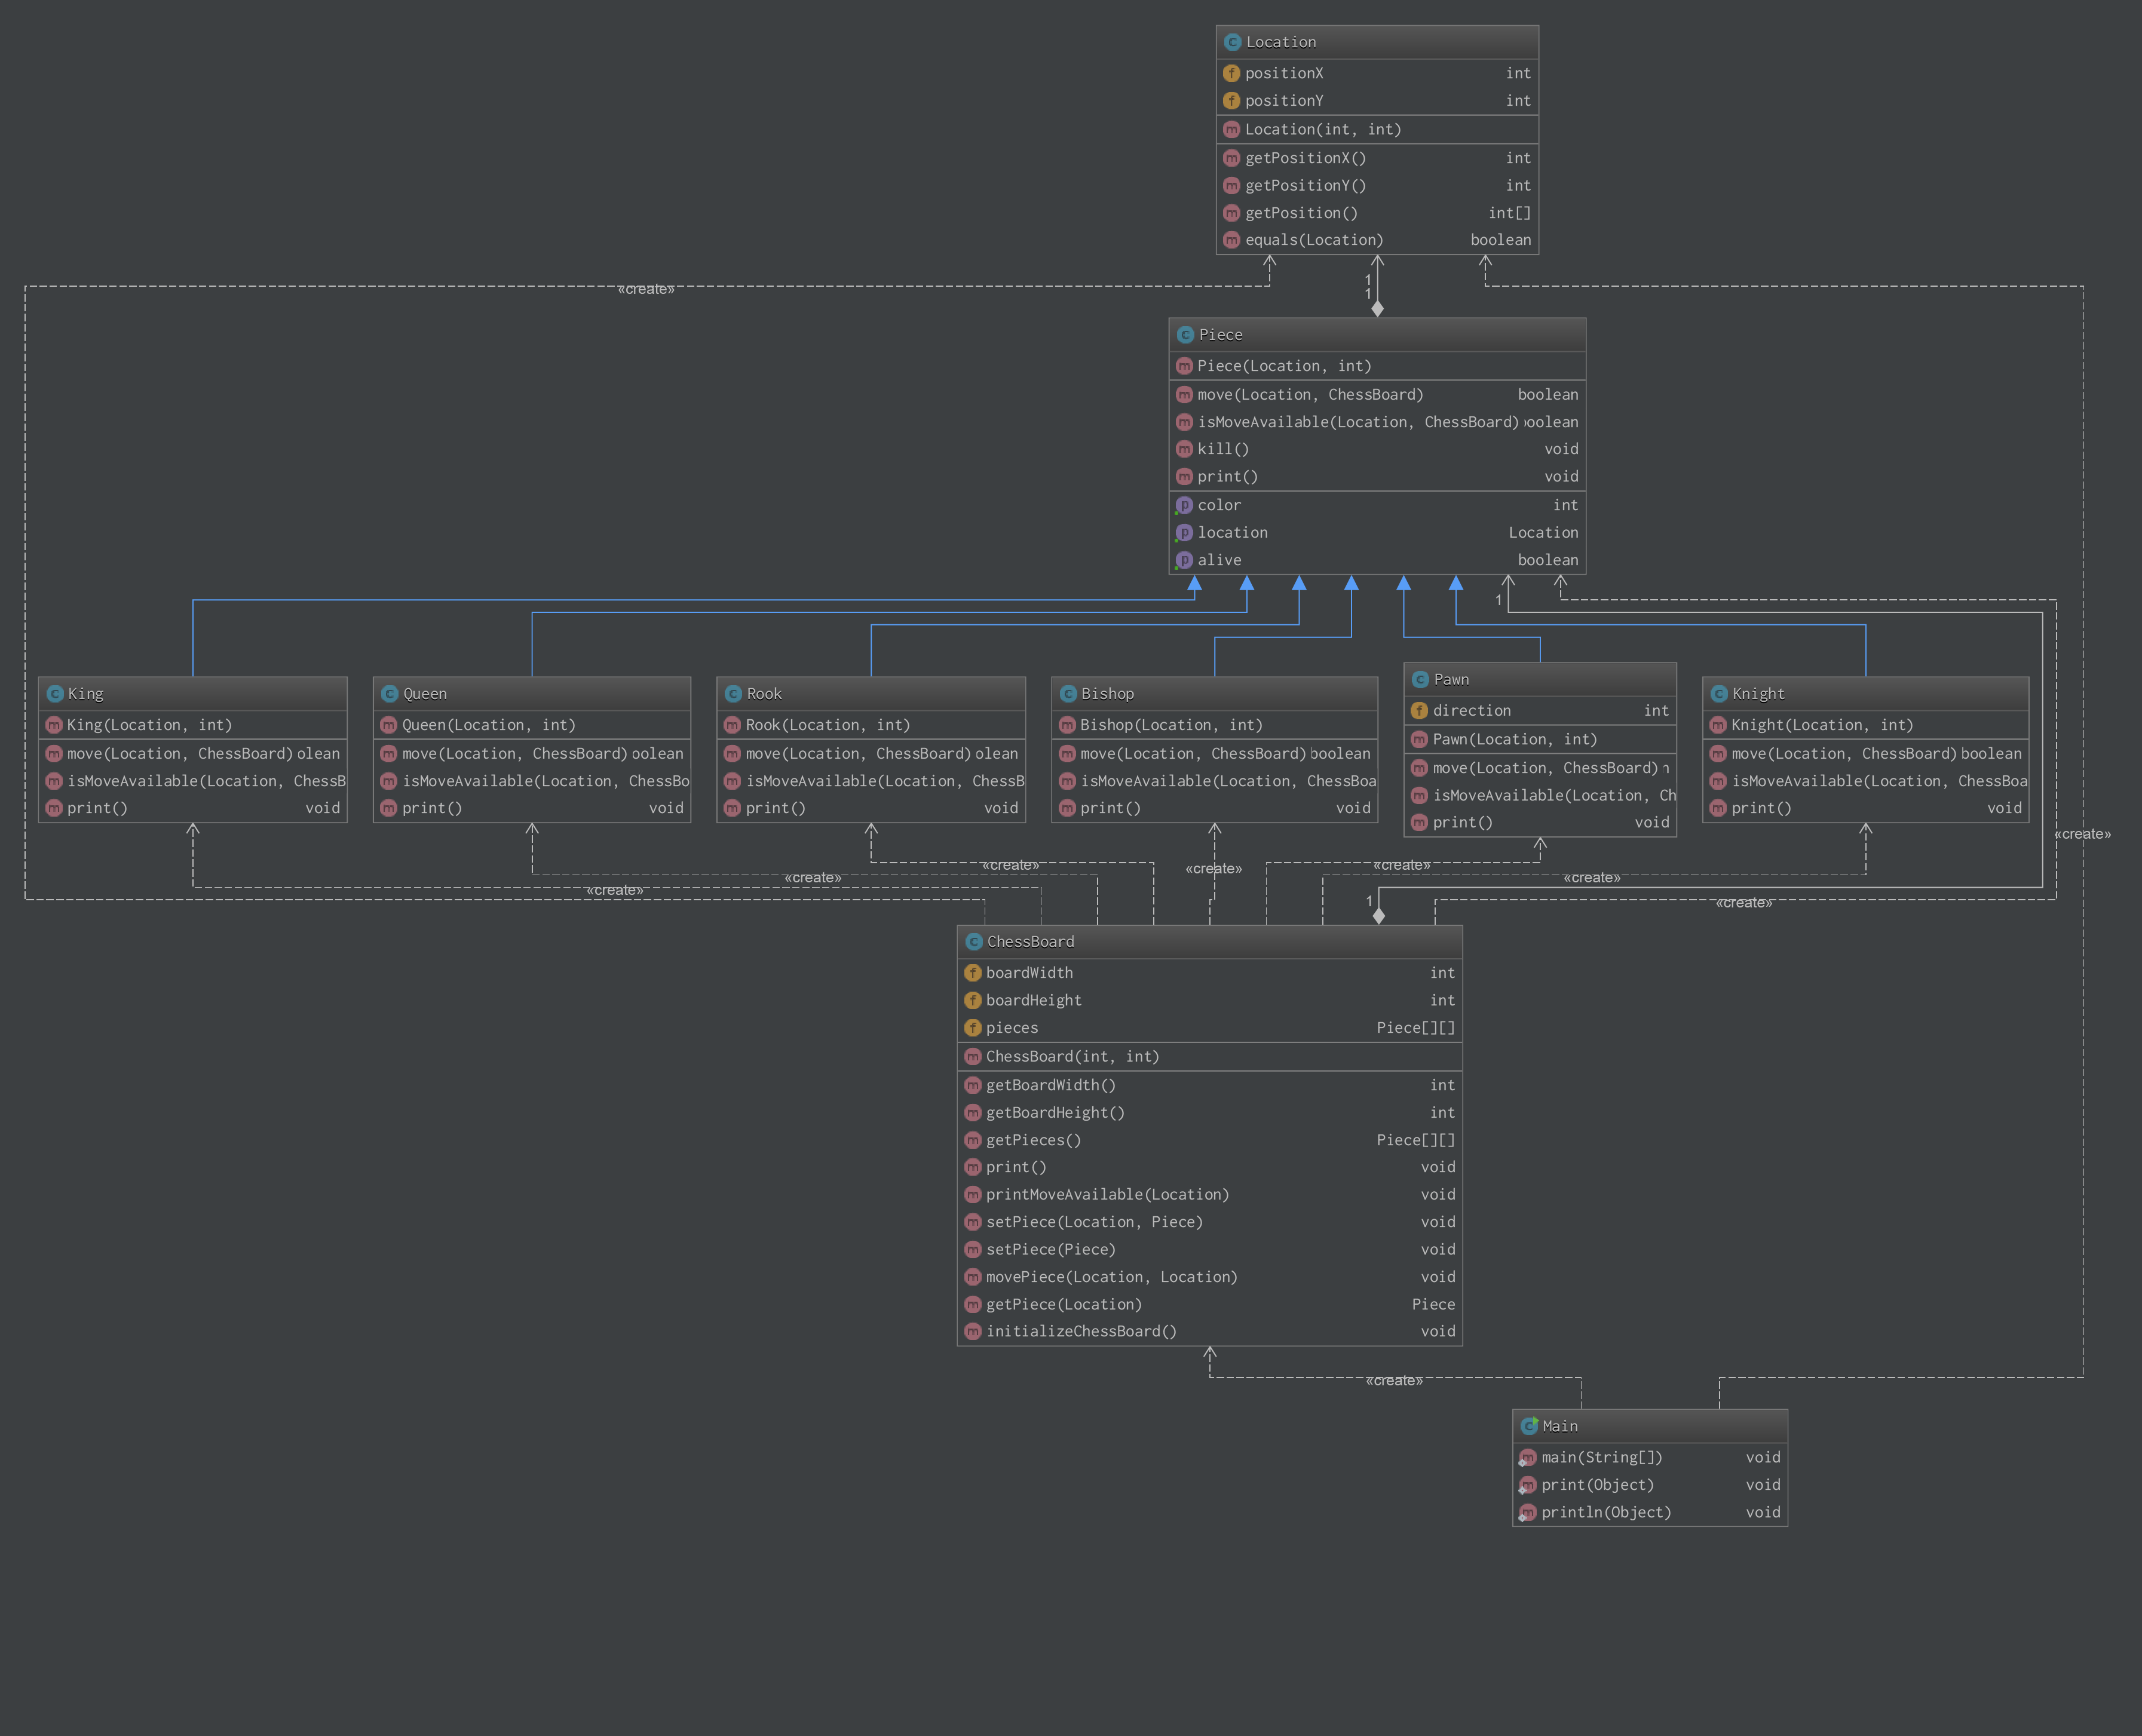 Location
positionX int
positionY int
Location(int, int)
getPositionX() int
getPositionY() int
getPosition() int[]
equals(Location) boolean
«create»
1
1
Piece
Piece(Location, int)
move(Location, ChessBoard) boolean
isMoveAvailable(Location, ChessBoard) oolean
kill() void
print() void
color int
location Location
alive boolean
1
King
King(Location, int)
move(Location, ChessBoard) olean
isMoveAvailable(Location, ChessB
print() void
Queen
Queen(Location, int)
move(Location, ChessBoard) oolean
isMoveAvailable(Location, ChessBo
print() void
Rook
Rook(Location, int)
move(Location, ChessBoard) olean
isMoveAvailable(Location, ChessB
print() void
Bishop
Bishop(Location, int)
move(Location, ChessBoard) boolean
isMoveAvailable(Location, ChessBoa
print() void
Pawn
direction int
Pawn(Location, int)
move(Location, ChessBoard)
isMoveAvailable(Location, Ch
print() void
Knight
Knight(Location, int)
move(Location, ChessBoard) boolean
isMoveAvailable(Location, ChessBoa
print() void
«create»
«create»
«create»
«create»
«create»
«create»
«create»
1
«create»
ChessBoard
boardWidth int
boardHeight int
pieces Piece[][]
ChessBoard(int, int)
getBoardWidth() int
getBoardHeight() int
getPieces() Piece[][]
print() void
printMoveAvailable(Location) void
setPiece(Location, Piece) void
setPiece(Piece) void
movePiece(Location, Location) void
getPiece(Location) Piece
initializeChessBoard() void
«create»
Main
main(String[]) void
print(Object) void
println(Object) void